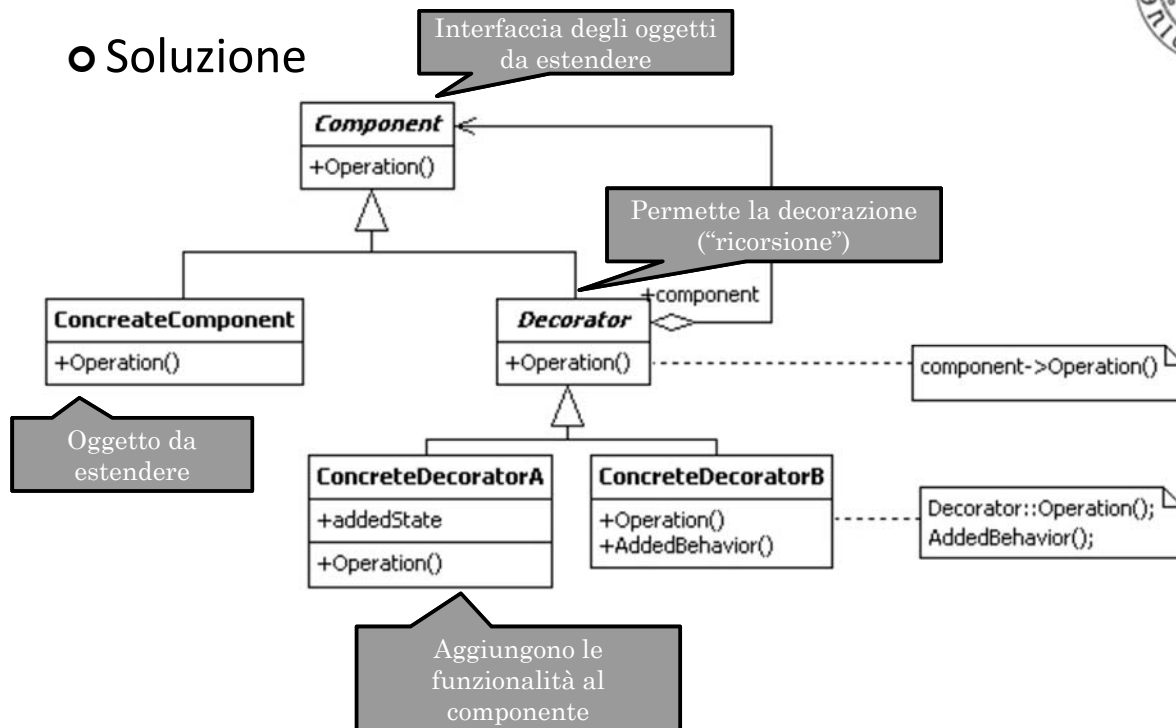 Soluzione
Interfaccia degli oggetti
da estendere
Component
+Operation()
Permette la decorazione
(“ricorsione”)
+component
ConcreateComponent
+Operation()
Decorator
+Operation()
component->Operation()
Oggetto da
estendere
ConcreteDecoratorA
+addedState
+Operation()
ConcreteDecoratorB
+Operation()
+AddedBehavior()
Decorator::Operation();
AddedBehavior();
Aggiungono le
funzionalità al
componente